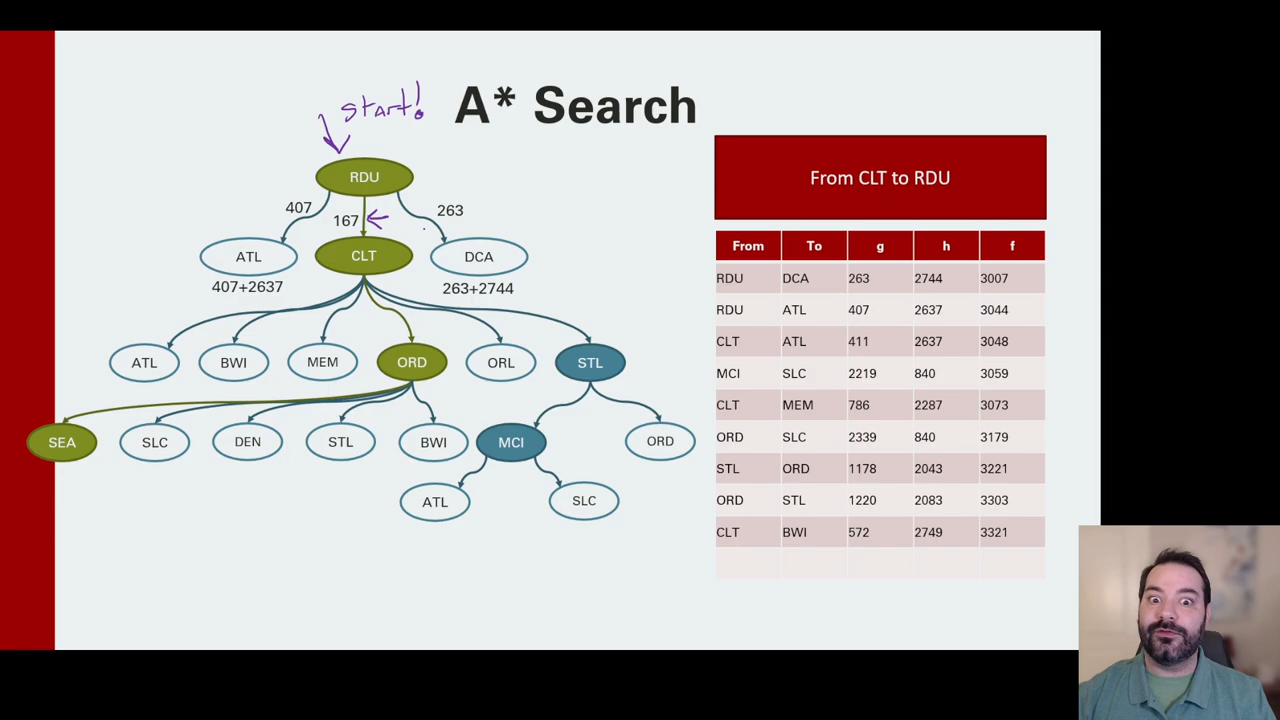 start!
A* Search
RDU
407
167
263
ATL
CLT
DCA
407+2637
263+2744
ATL
BWI
MEM
ORD
ORL
STL
SEA
SLC
DEN
STL
BWI
MCI
ORD
ATL
SLC
From CLT to RDU
From To g h f
RDU DCA 263 2744 3007
RDU ATL 407 2637 3044
CLT ATL 411 2637 3048
MCI SLC 2219 840 3059
CLT MEM 786 2287 3073
ORD SLC 2339 840 3179
STL ORD 1178 2043 3221
ORD STL 1220 2083 3303
CLT BWI 572 2749 3321